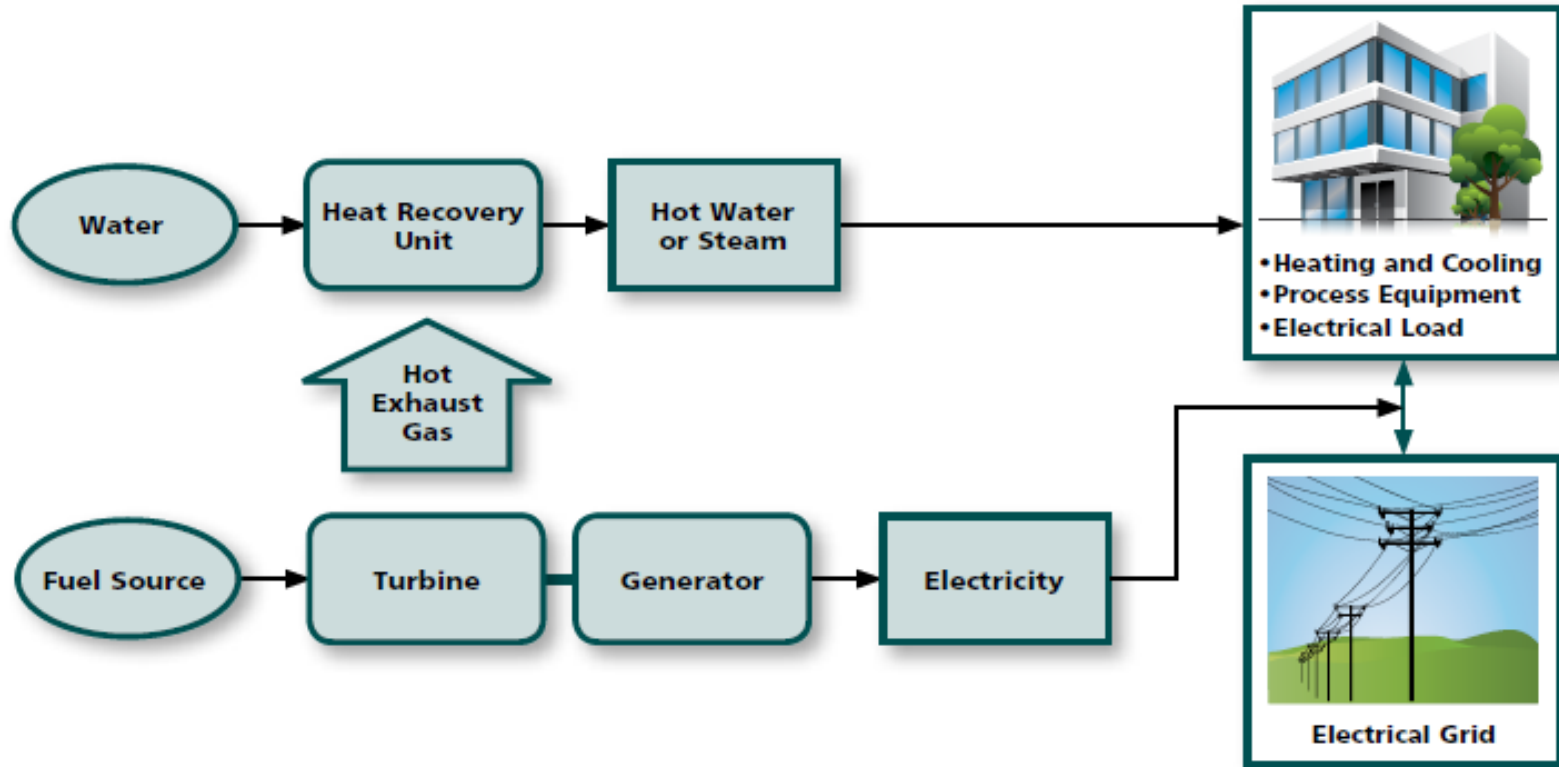 Water
Heat Recovery
Unit
Hot Water
or Steam
•Heating and Cooling
•Process Equipment
•Electrical Load
Hot
Exhaust
Gas
Fuel Source
Turbine
Generator
Electricity
Electrical Grid